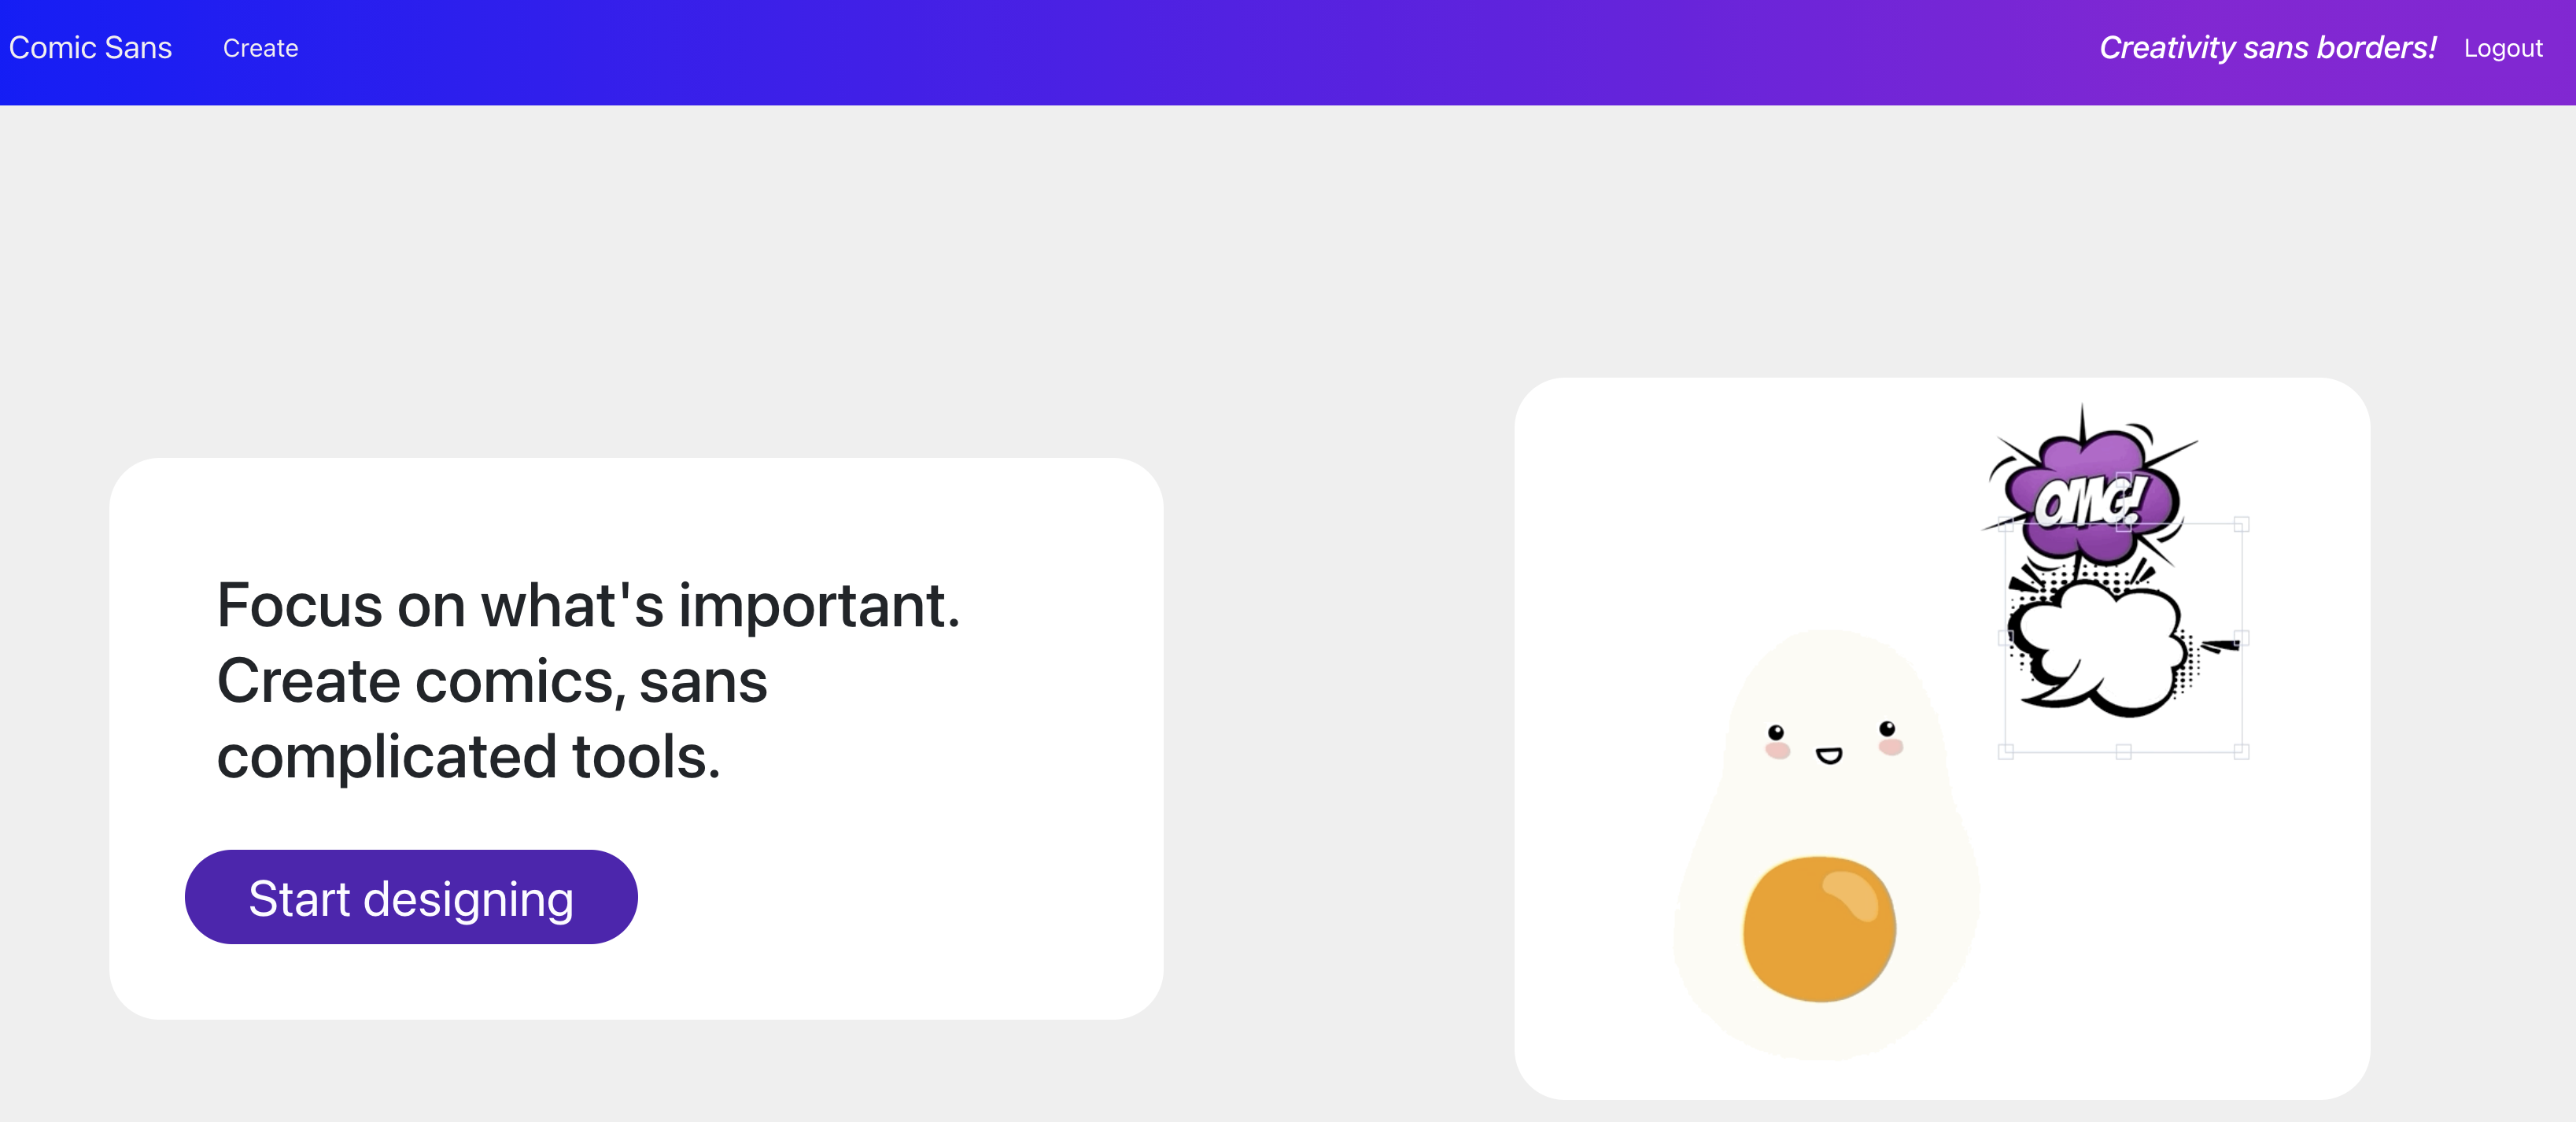 Comic Sans
Create
Creativity sans borders!
Logout
Focus on what's important.
Create comics, sans
complicated tools.
Start designing
OMG!